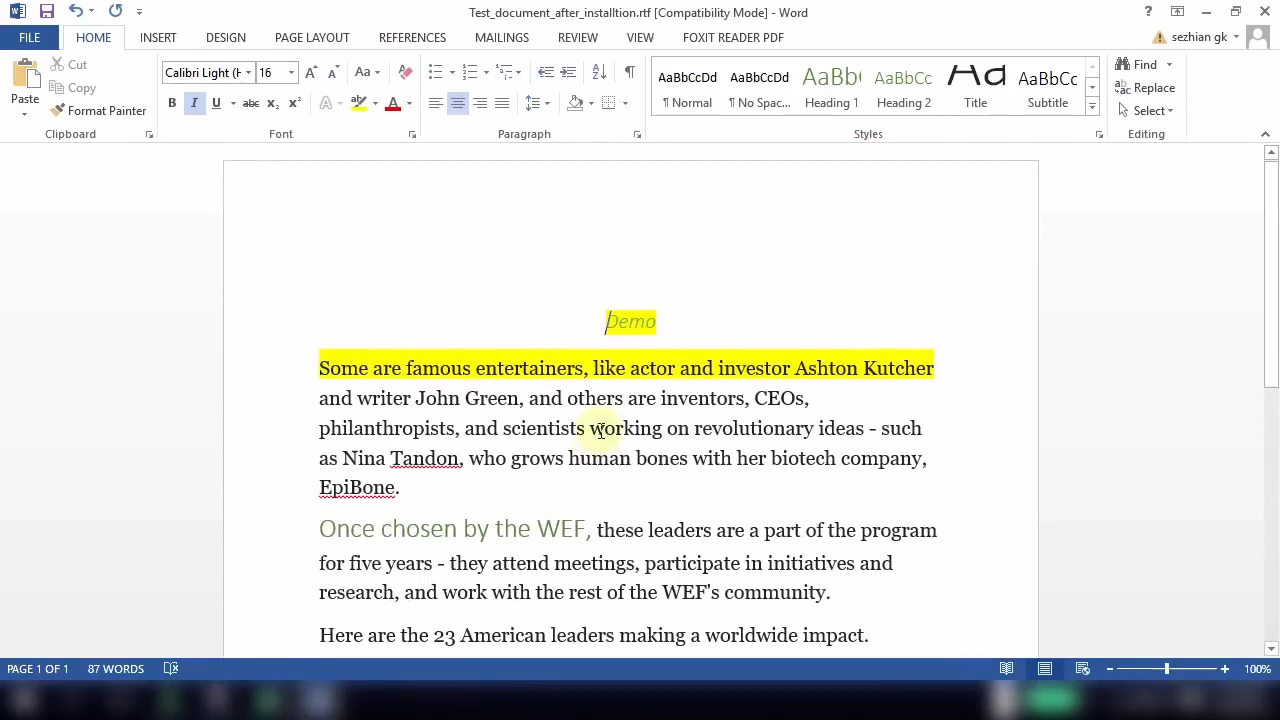 Test_document_after_installtion.rtf [Compatibility Mode] - Word
FILE HOME INSERT DESIGN PAGE LAYOUT REFERENCES MAILINGS REVIEW VIEW FOXIT READER PDF sezhian gk
Paste
Cut
Copy
Format Painter
Clipboard
Calibri Light (H 16
Font
Paragraph
AaBbCcDd AaBbCcDd AaBb( AaBbCc Aa AaBbCc
¶ Normal ¶ No Spac... Heading 1 Heading 2 Title Subtitle
Styles
Find
Replace
Select
Editing
Demo
Some are famous entertainers, like actor and investor Ashton Kutcher
and writer John Green, and others are inventors, CEOs,
philanthropists, and scientists working on revolutionary ideas - such
as Nina Tandon, who grows human bones with her biotech company,
EpiBone.
Once chosen by the WEF, these leaders are a part of the program
for five years - they attend meetings, participate in initiatives and
research, and work with the rest of the WEF's community.
Here are the 23 American leaders making a worldwide impact.
PAGE 1 OF 1 87 WORDS 100%